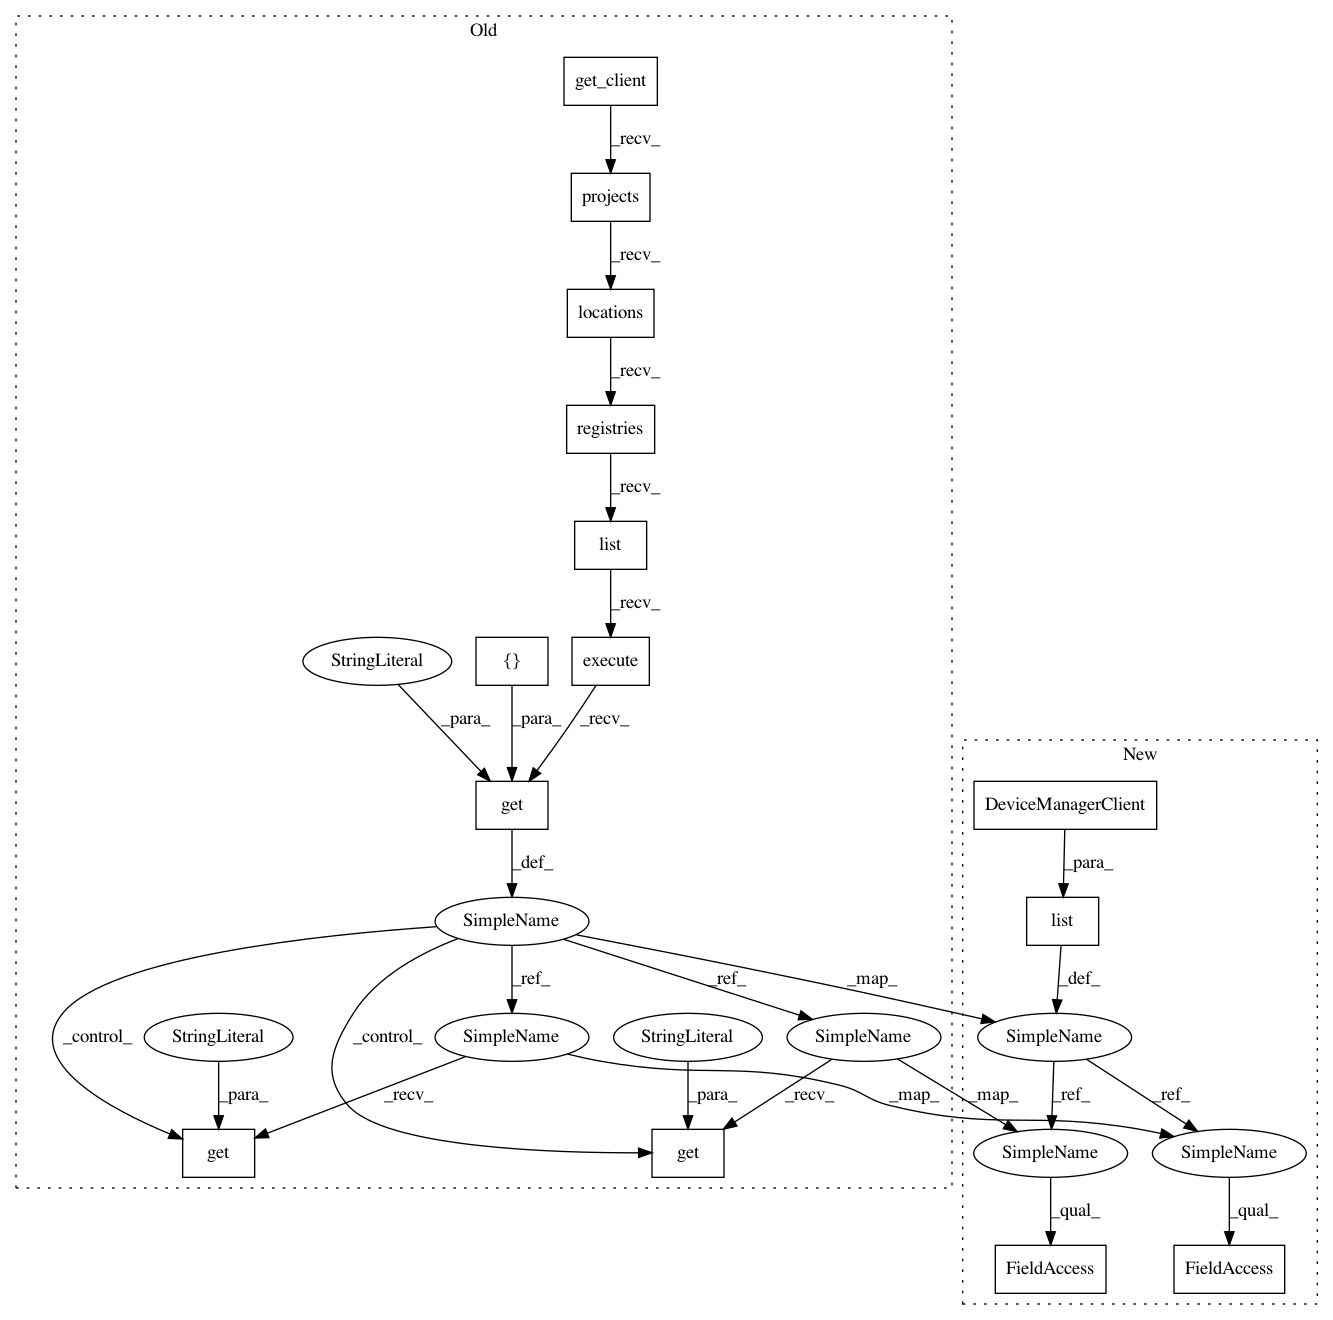 Old
get_client
_recv_
projects
_recv_
locations
_recv_
registries
_recv_
list
_recv_
StringLiteral
{}
execute
_para_
_para_
_recv_
New
get
DeviceManagerClient
_def_
_para_
SimpleName
list
_ref_
_ref_
_map_
_def_
_control_
StringLiteral
_control_
SimpleName
StringLiteral
SimpleName
SimpleName
_para_
_recv_
_para_
_recv_
_map_
_map_
_ref_
_ref_
get
get
SimpleName
SimpleName
_qual_
_qual_
FieldAccess
FieldAccess